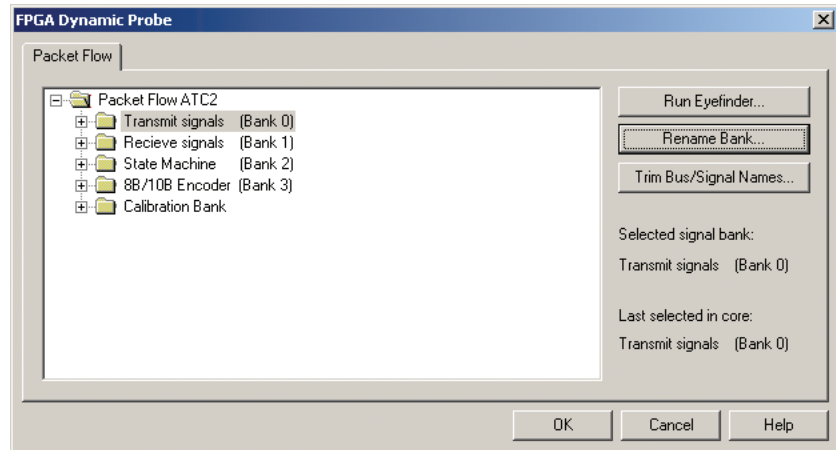 FPGA Dynamic Probe
Packet Flow
Packet Flow ATC2
Transmit signals (Bank 0)
Recieve signals (Bank 1)
State Machine (Bank 2)
8B/10B Encoder (Bank 3)
Calibration Bank
Run Eyefinder...
Rename Bank...
Trim Bus/Signal Names...
Selected signal bank:
Transmit signals (Bank 0)
Last selected in core:
Transmit signals (Bank 0)
OK
Cancel
Help